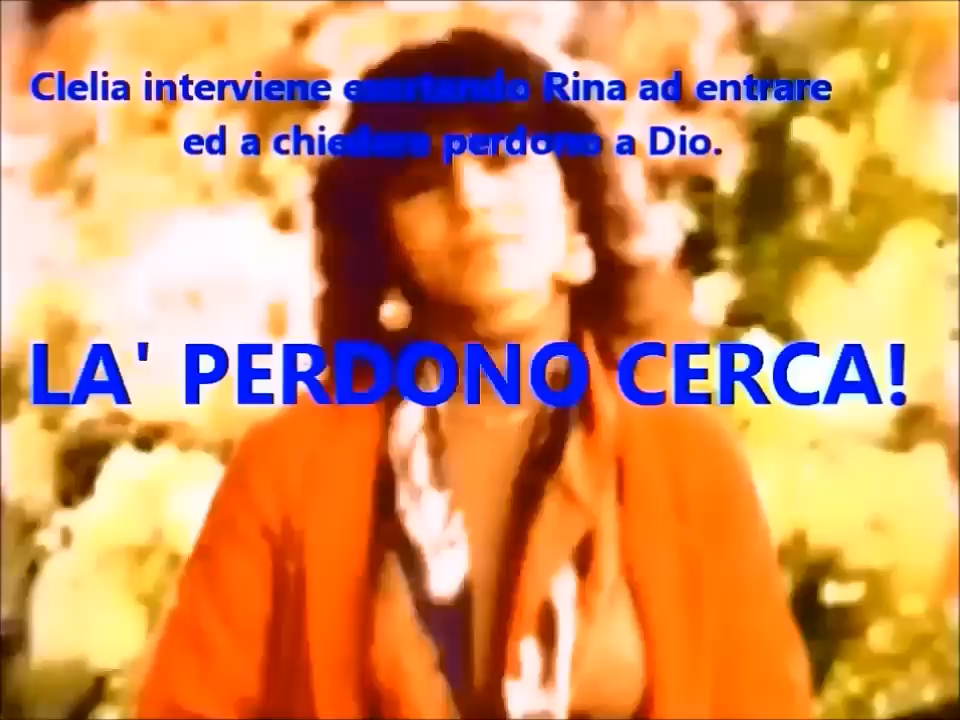 Clelia interviene esortando Rina ad entrare
ed a chiedere perdono a Dio.
LA' PERDONO CERCA!